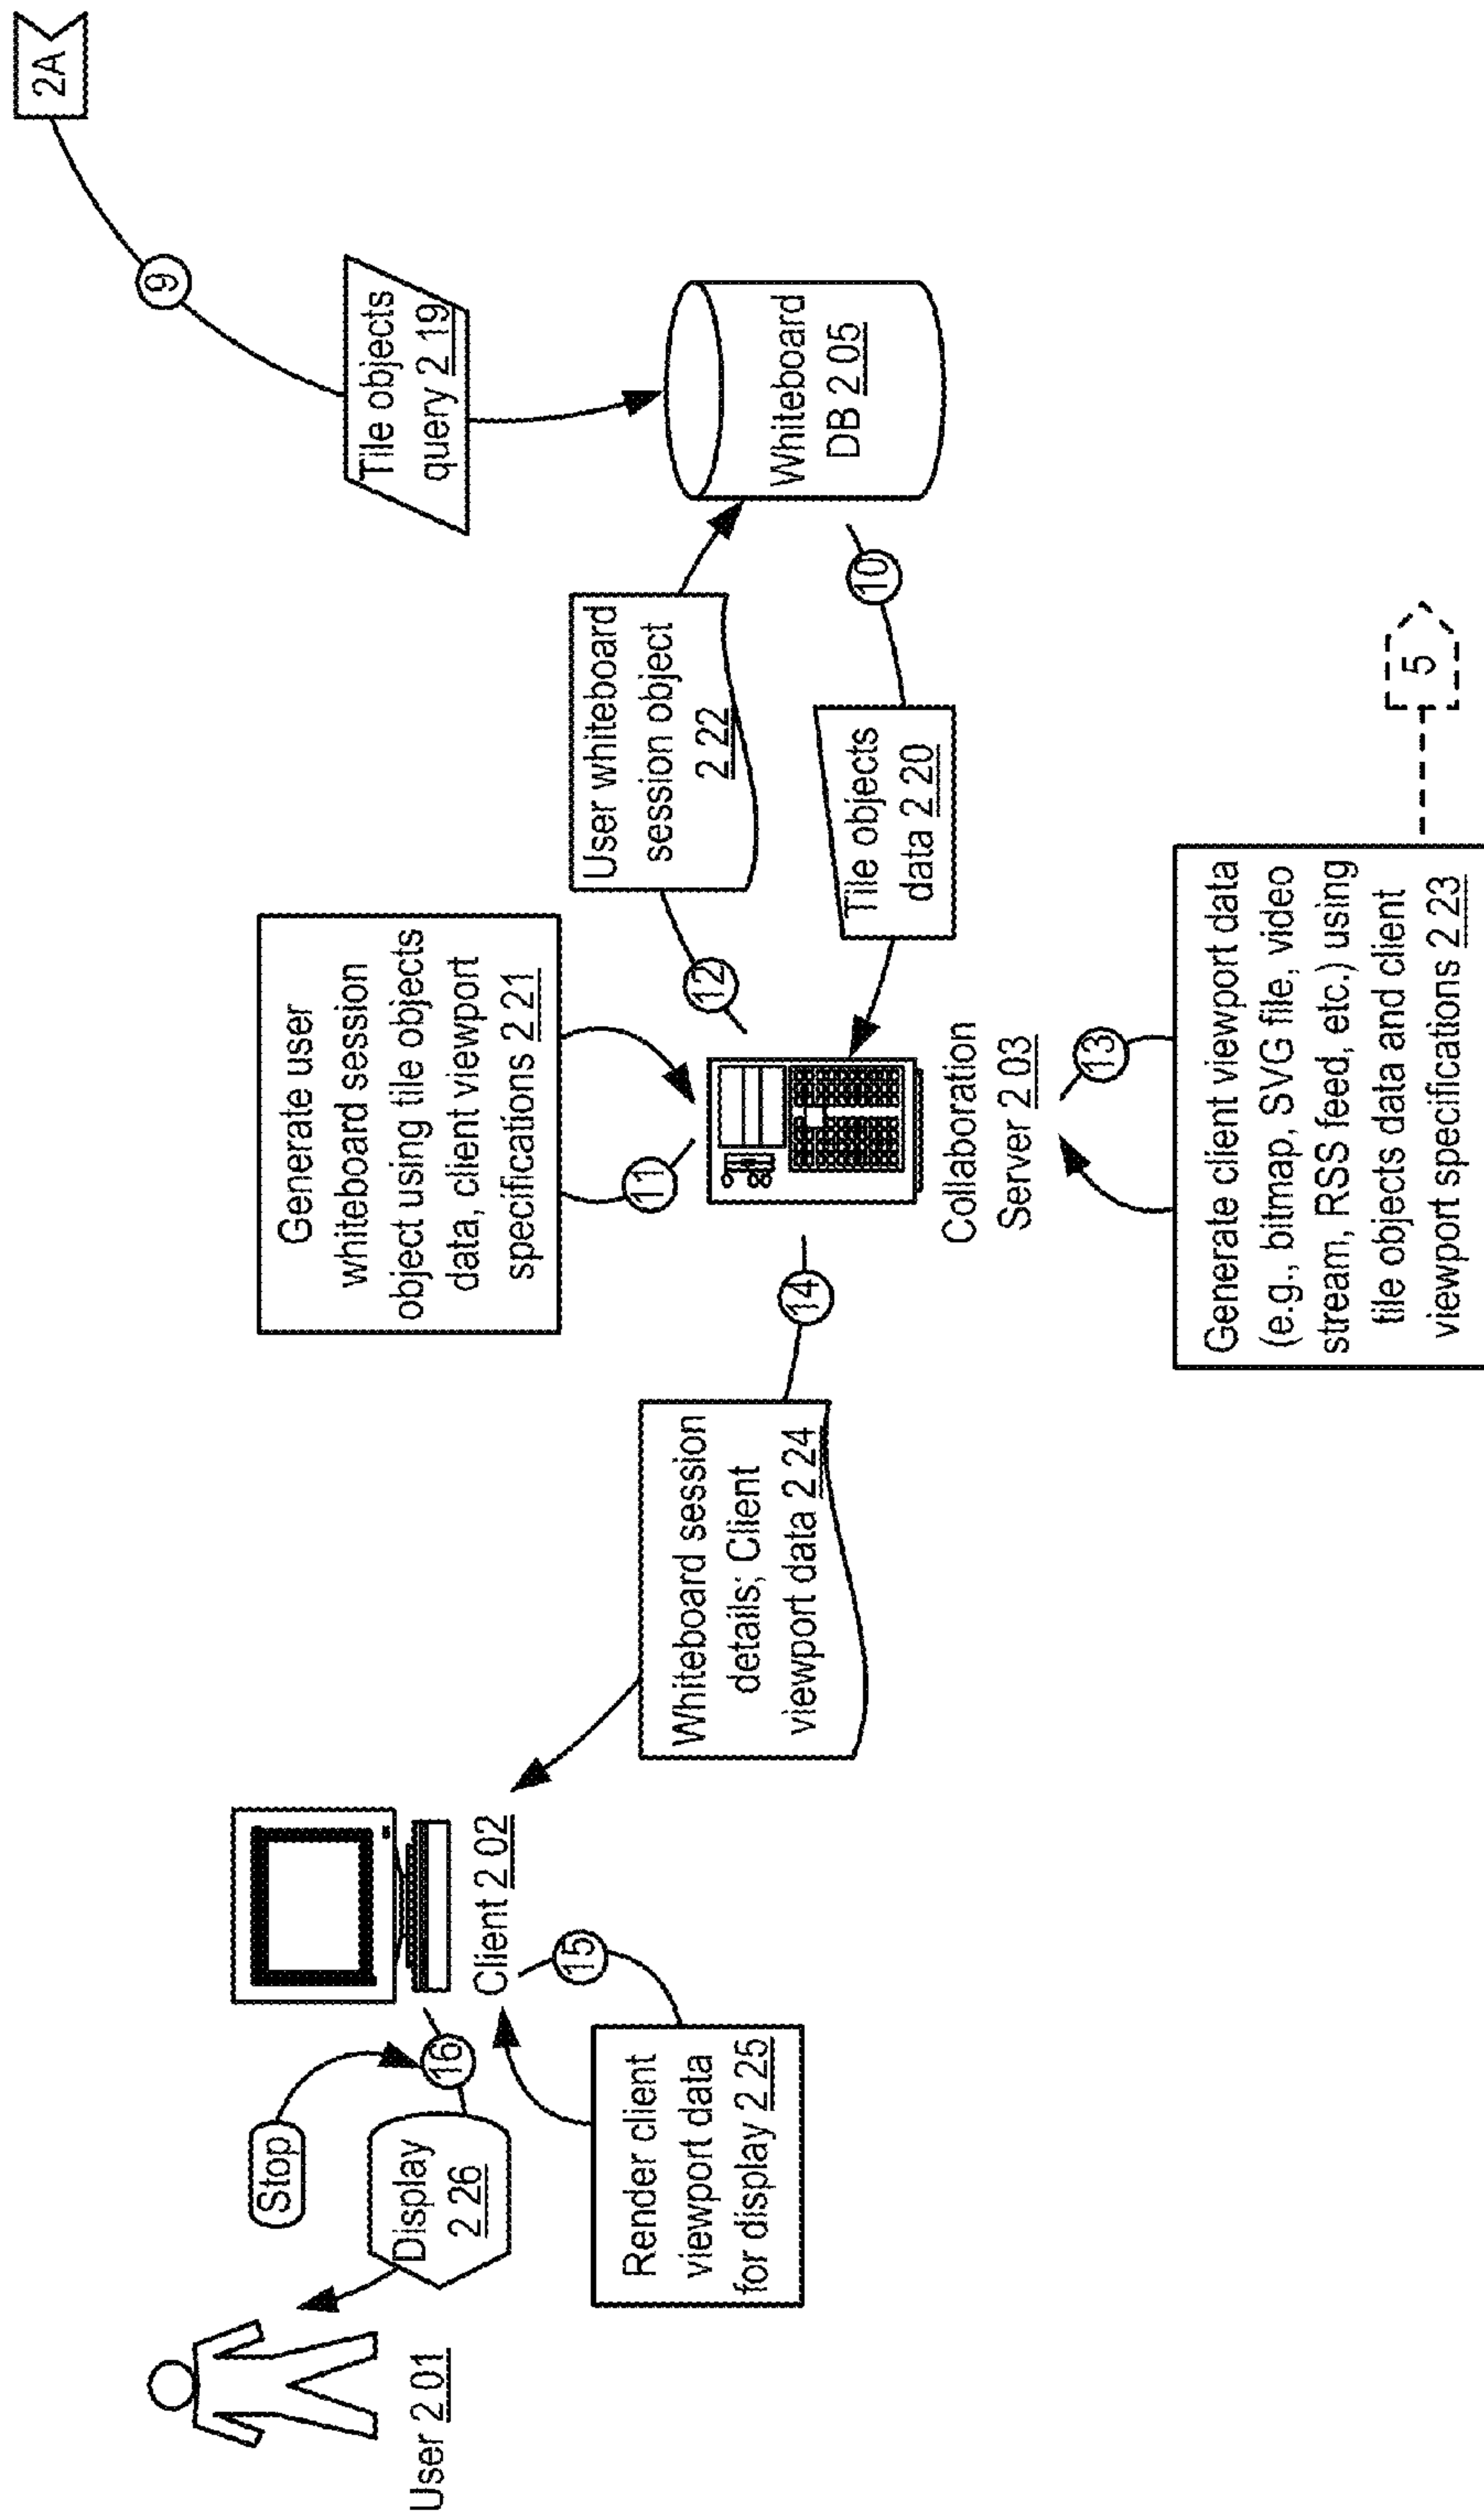 2A
9
Tile objects
query 2 19
User whiteboard
session object
2 22
Whiteboard
DB 2 05
10
Tile objects
data 2 20
12
Generate user
whiteboard session
object using tile objects
data, client viewport
specifications 2 21
11
Collaboration
Server 2 03
13
5
Generate client viewport data
(e.g., bitmap, SVG file, video
stream, RSS feed, etc.) using
tile objects data and client
viewport specifications 2 23
14
Whiteboard session
details; Client
viewport data 2 24
Client 2 02
15
16
Stop
Display
2 26
Render client
viewport data
for display 2 25
User 2 01